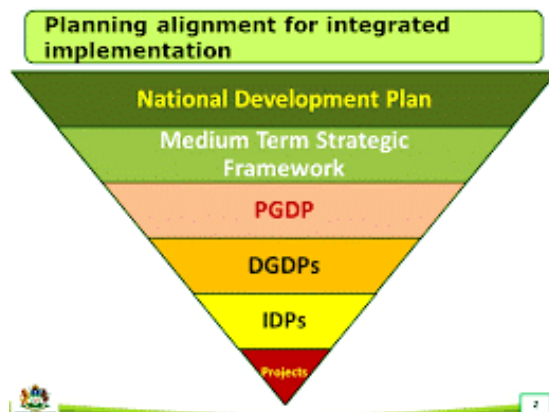 Planning alignment for integrated
implementation
National Development Plan
Medium Term Strategic
Framework
PGDP
DGDPs
IDPs
Projects
2